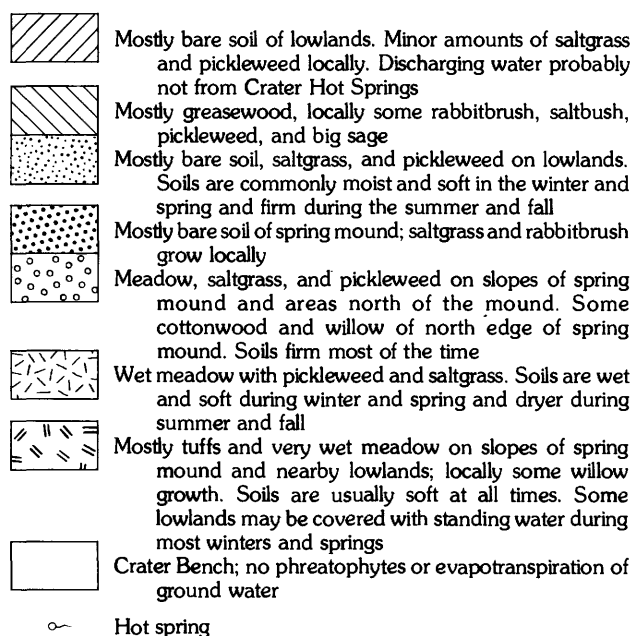 Mostly bare soil of lowlands. Minor amounts of saltgrass
and pickleweed locally. Discharging water probably
not from Crater Hot Springs
Mostly greasewood, locally some rabbitbrush, saltbush,
pickleweed, and big sage
Mostly bare soil, saltgrass, and pickleweed on lowlands.
Soils are commonly moist and soft in the winter and
spring and firm during the summer and fall
Mostly bare soil of spring mound; saltgrass and rabbitbrush
grow locally
Meadow, saltgrass, and pickleweed on slopes of spring
mound and areas north of the mound. Some
cottonwood and willow of north edge of spring
mound. Soils firm most of the time
Wet meadow with pickleweed and saltgrass. Soils are wet
and soft during winter and spring and dryer during
summer and fall
Mostly tuffs and very wet meadow on slopes of spring
mound and nearby lowlands; locally some willow
growth. Soils are usually soft at all times. Some
lowlands may be covered with standing water during
most winters and springs
Crater Bench; no phreatophytes or evapotranspiration of
ground water
Hot spring